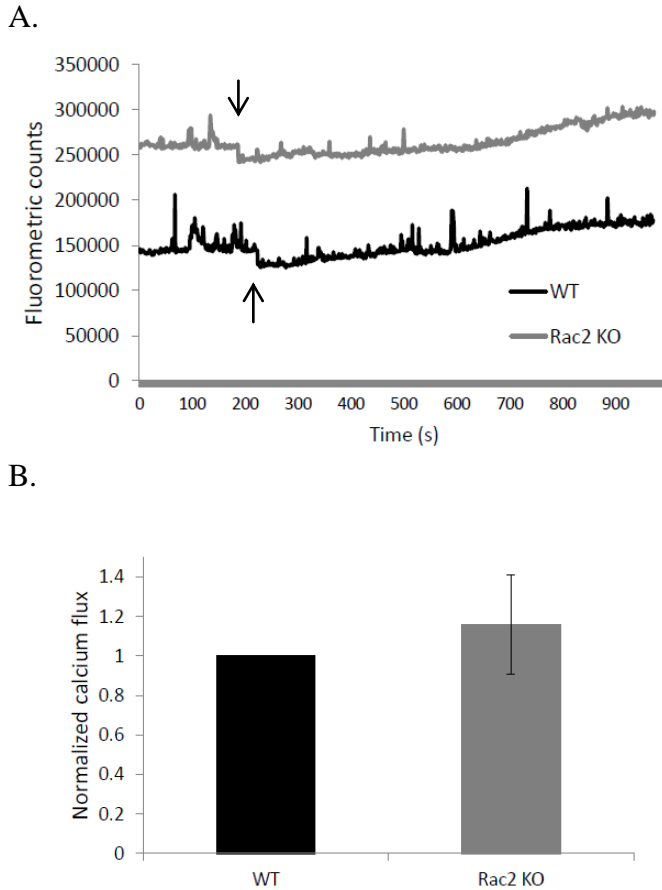 A.
350000
300000
250000
200000
150000
100000
50000
0
Fluorometric counts
WT
Rac2 KO
0 100 200 300 400 500 600 700 800 900
Time (s)
B.
1.4
1.2
1
0.8
0.6
0.4
0.2
0
Normalized calcium flux
WT Rac2 KO